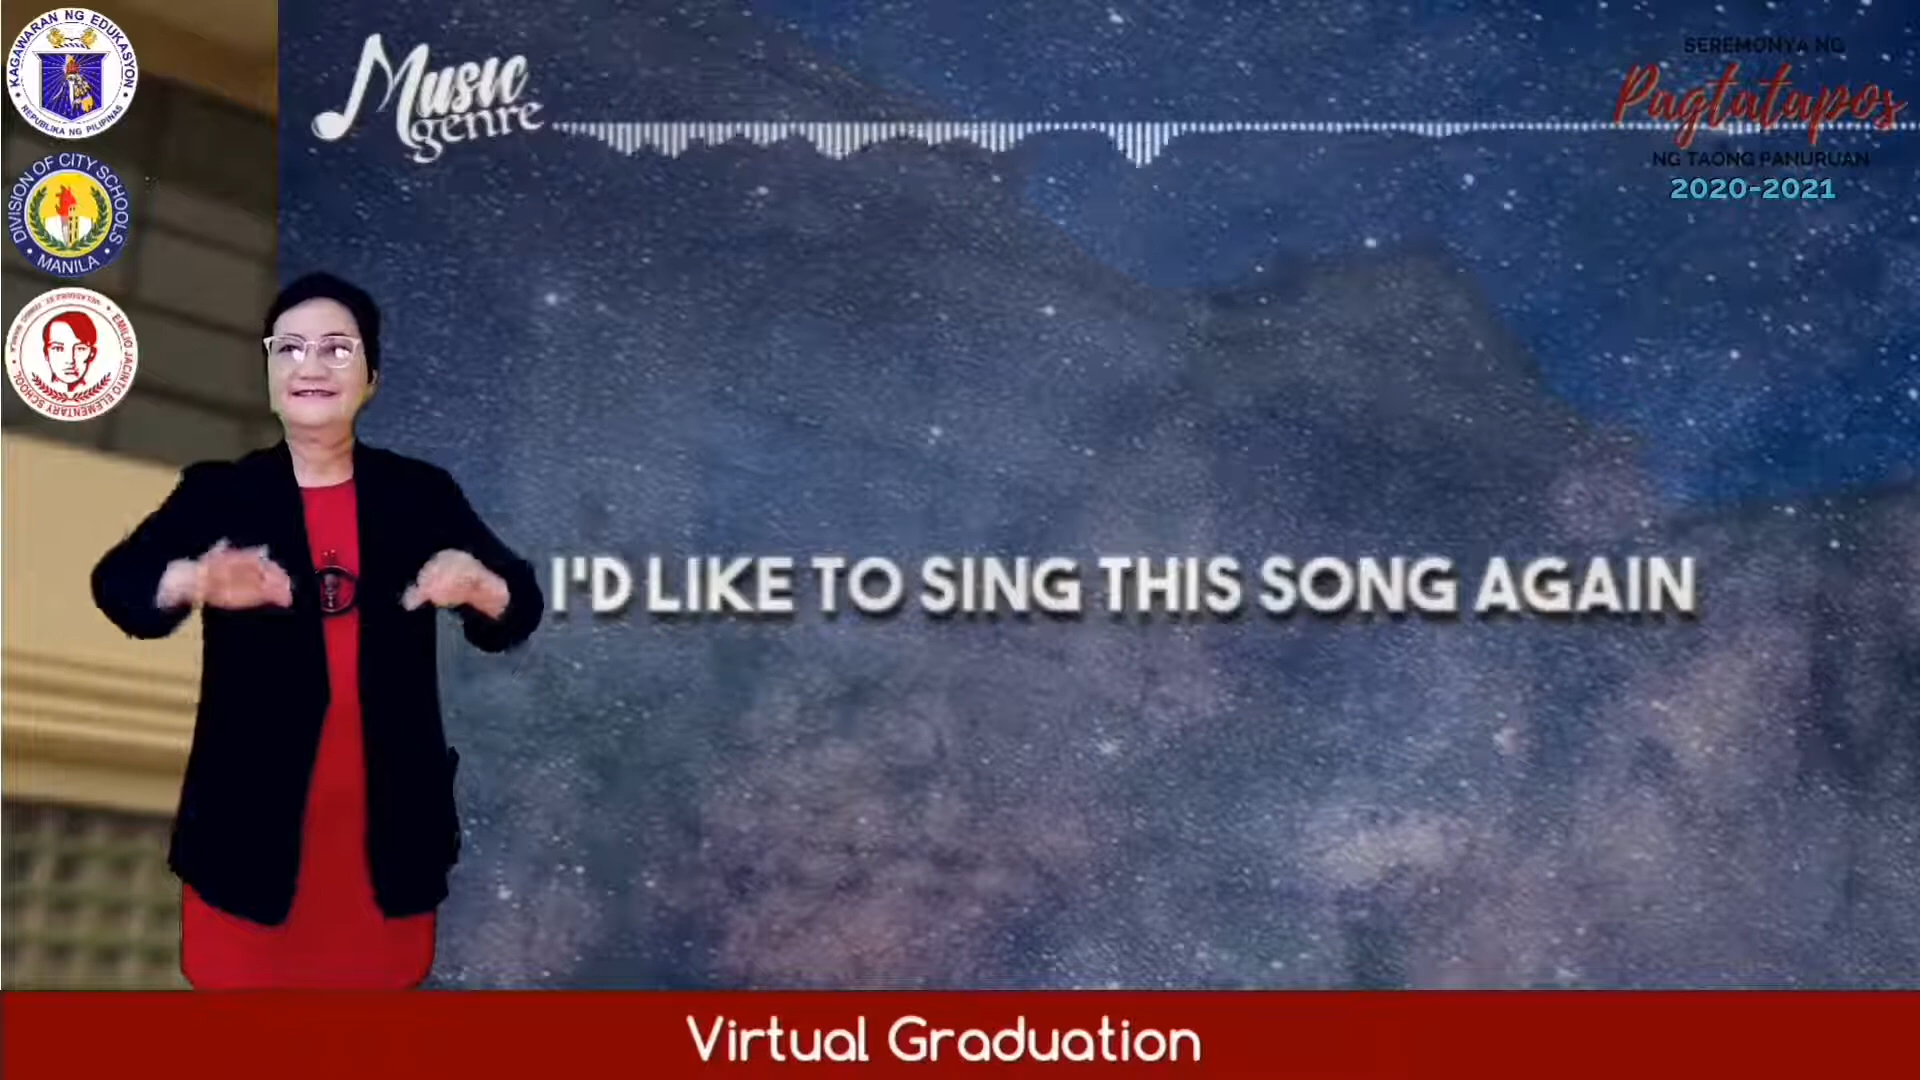 KAGAWARAN NG EDUKASYON
REPUBLIKA NG PILIPINAS
DIVISION OF CITY SCHOOLS
MANILA
EMILIO JACINTO ELEMENTARY SCHOOL
Music
genre
SEREMONYA NG
Pagtatapos
NG TAONG PANURUAN
2020-2021
I'D LIKE TO SING THIS SONG AGAIN
Virtual Graduation